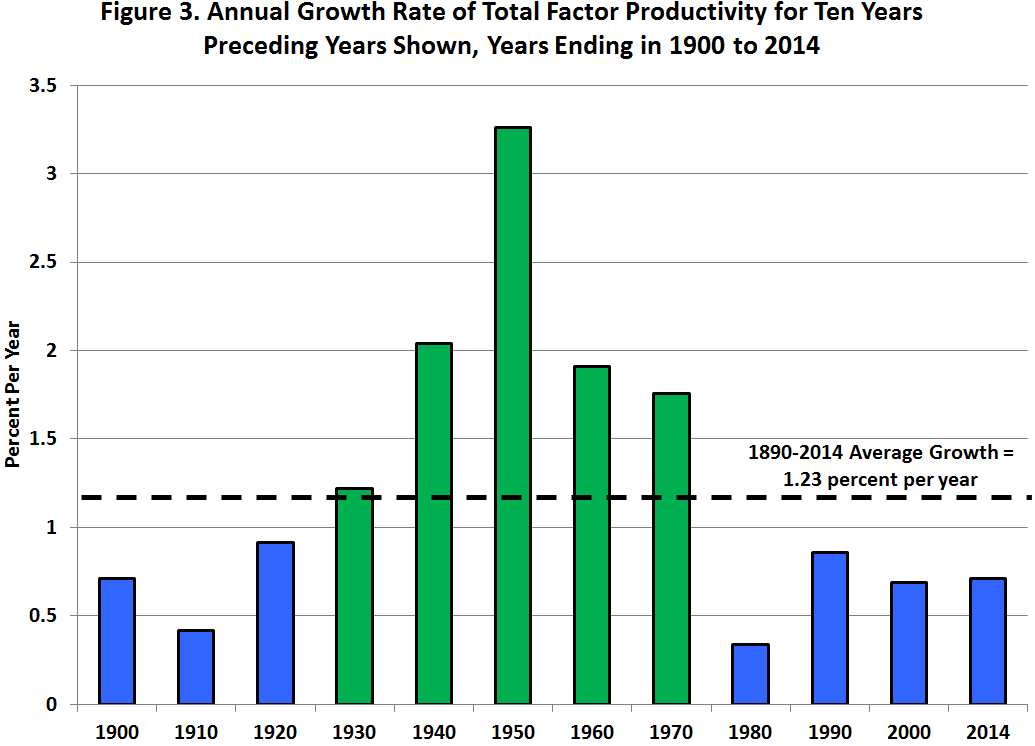 Figure 3. Annual Growth Rate of Total Factor Productivity for Ten Years
Preceding Years Shown, Years Ending in 1900 to 2014
3.5
3
2.5
2
1.5
1
0.5
0
Percent Per Year
1890-2014 Average Growth =
1.23 percent per year
1900 1910 1920 1930 1940 1950 1960 1970 1980 1990 2000 2014